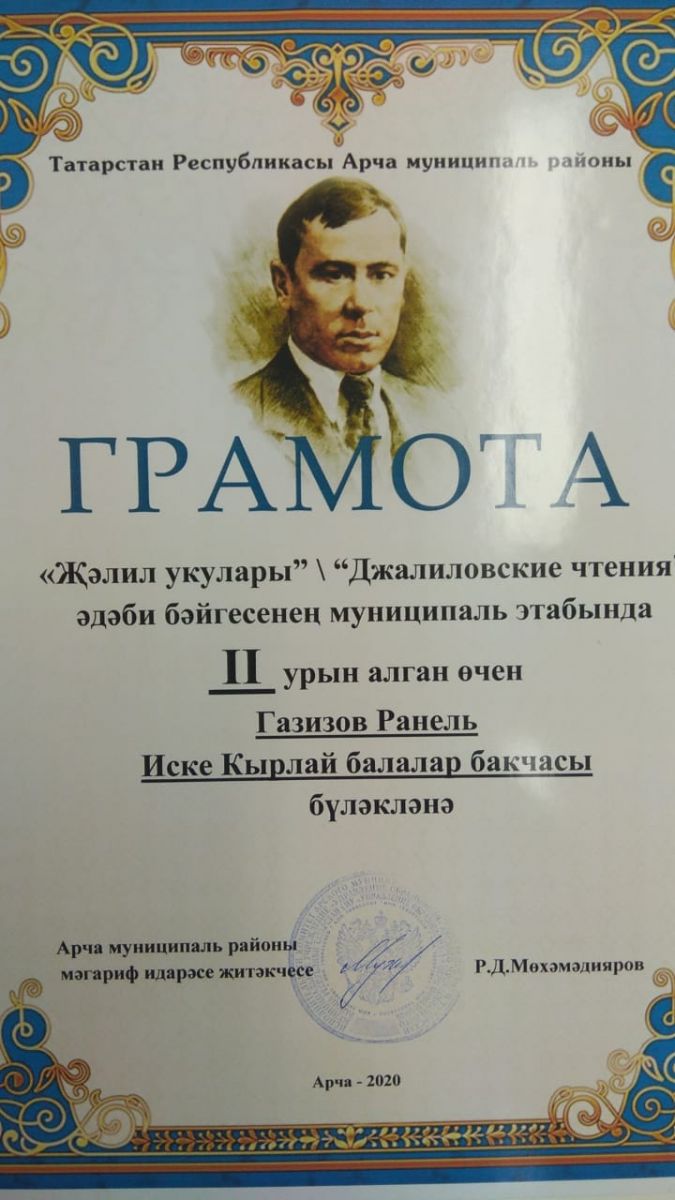 Татарстан Республикасы Арча муниципаль районы
ГРАМОТА
«Җәлил укулары” \ “Джалиловские чтения”
әдәби бәйгесенең муниципаль этабында
II урын алган өчен
Газизов Ранель
Иске Кырлай балалар бакчасы
бүләкләнә
Арча муниципаль районы
мәгариф идарәсе җитәкчесе
Р.Д.Мөхәмәдияров
Арча - 2020